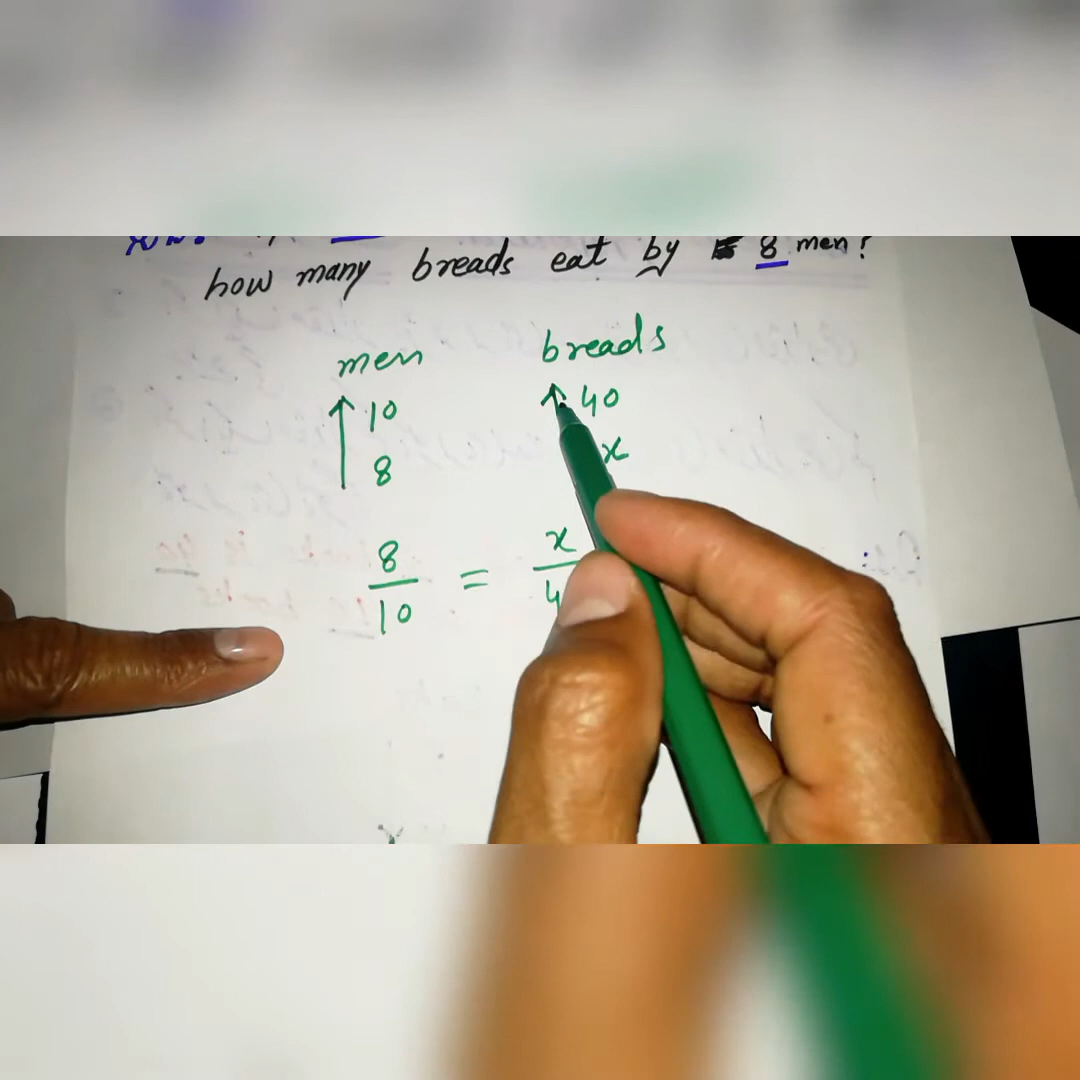 how many breads eat by 8 men?
men breads
10 40
8 x
8/10 = x/4